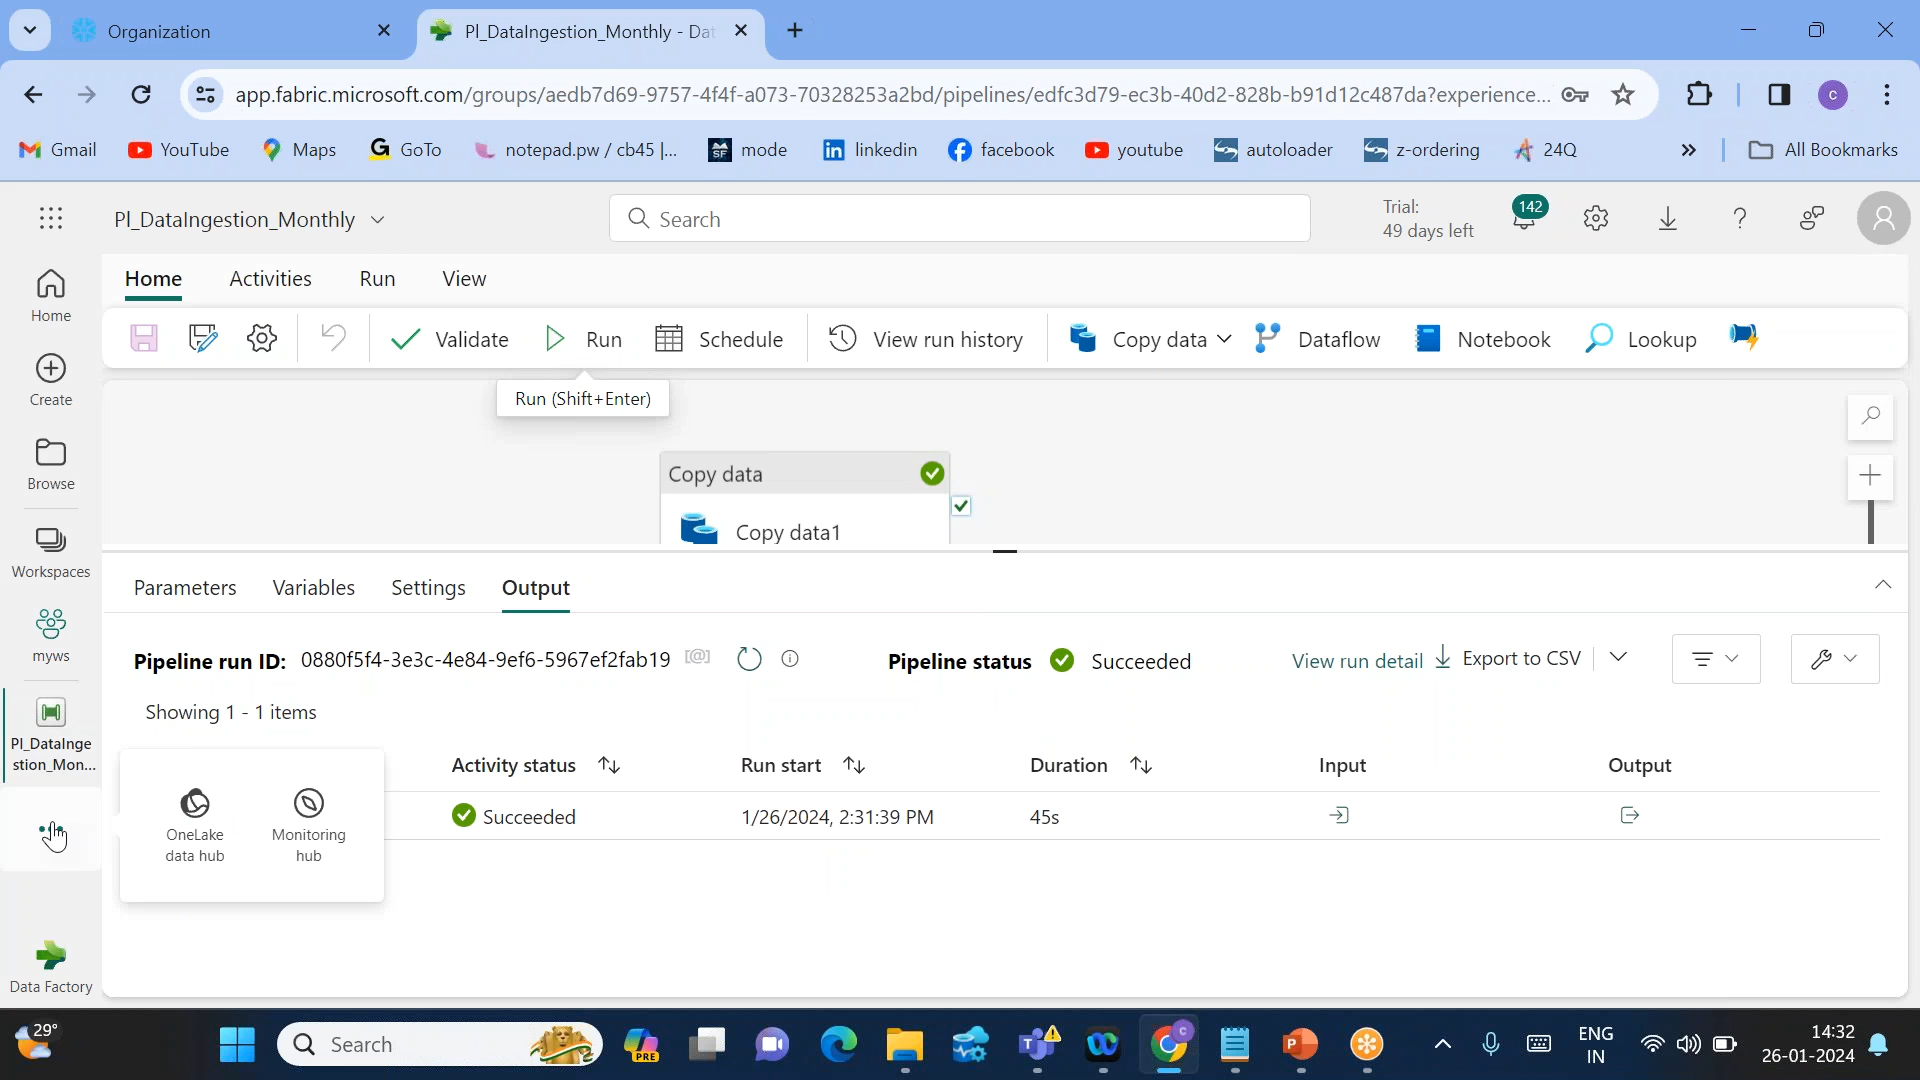 Organization
Pl_DataIngestion_Monthly - Dat
app.fabric.microsoft.com/groups/aedb7d69-9757-4f4f-a073-70328253a2bd/pipelines/edfc3d79-ec3b-40d2-828b-b91d12c487da?experience...
c
Gmail
YouTube
Maps
GoTo
notepad.pw / cb45 |...
mode
linkedin
facebook
youtube
autoloader
z-ordering
24Q
All Bookmarks
Pl_DataIngestion_Monthly
Search
Trial:
49 days left
142
Home
Activities
Run
View
Validate
Run
Schedule
View run history
Copy data
Dataflow
Notebook
Lookup
Run (Shift+Enter)
Home
Create
Browse
Workspaces
myws
Pl_DataInge
stion_Mon...
Data Factory
Copy data
Copy data1
Parameters
Variables
Settings
Output
Pipeline run ID: 0880f5f4-3e3c-4e84-9ef6-5967ef2fab19
Pipeline status
Succeeded
View run detail
Export to CSV
Showing 1 - 1 items
Activity status
Run start
Duration
Input
Output
Succeeded
1/26/2024, 2:31:39 PM
45s
OneLake
data hub
Monitoring
hub
29°
Search
PRE
ENG
IN
14:32
26-01-2024